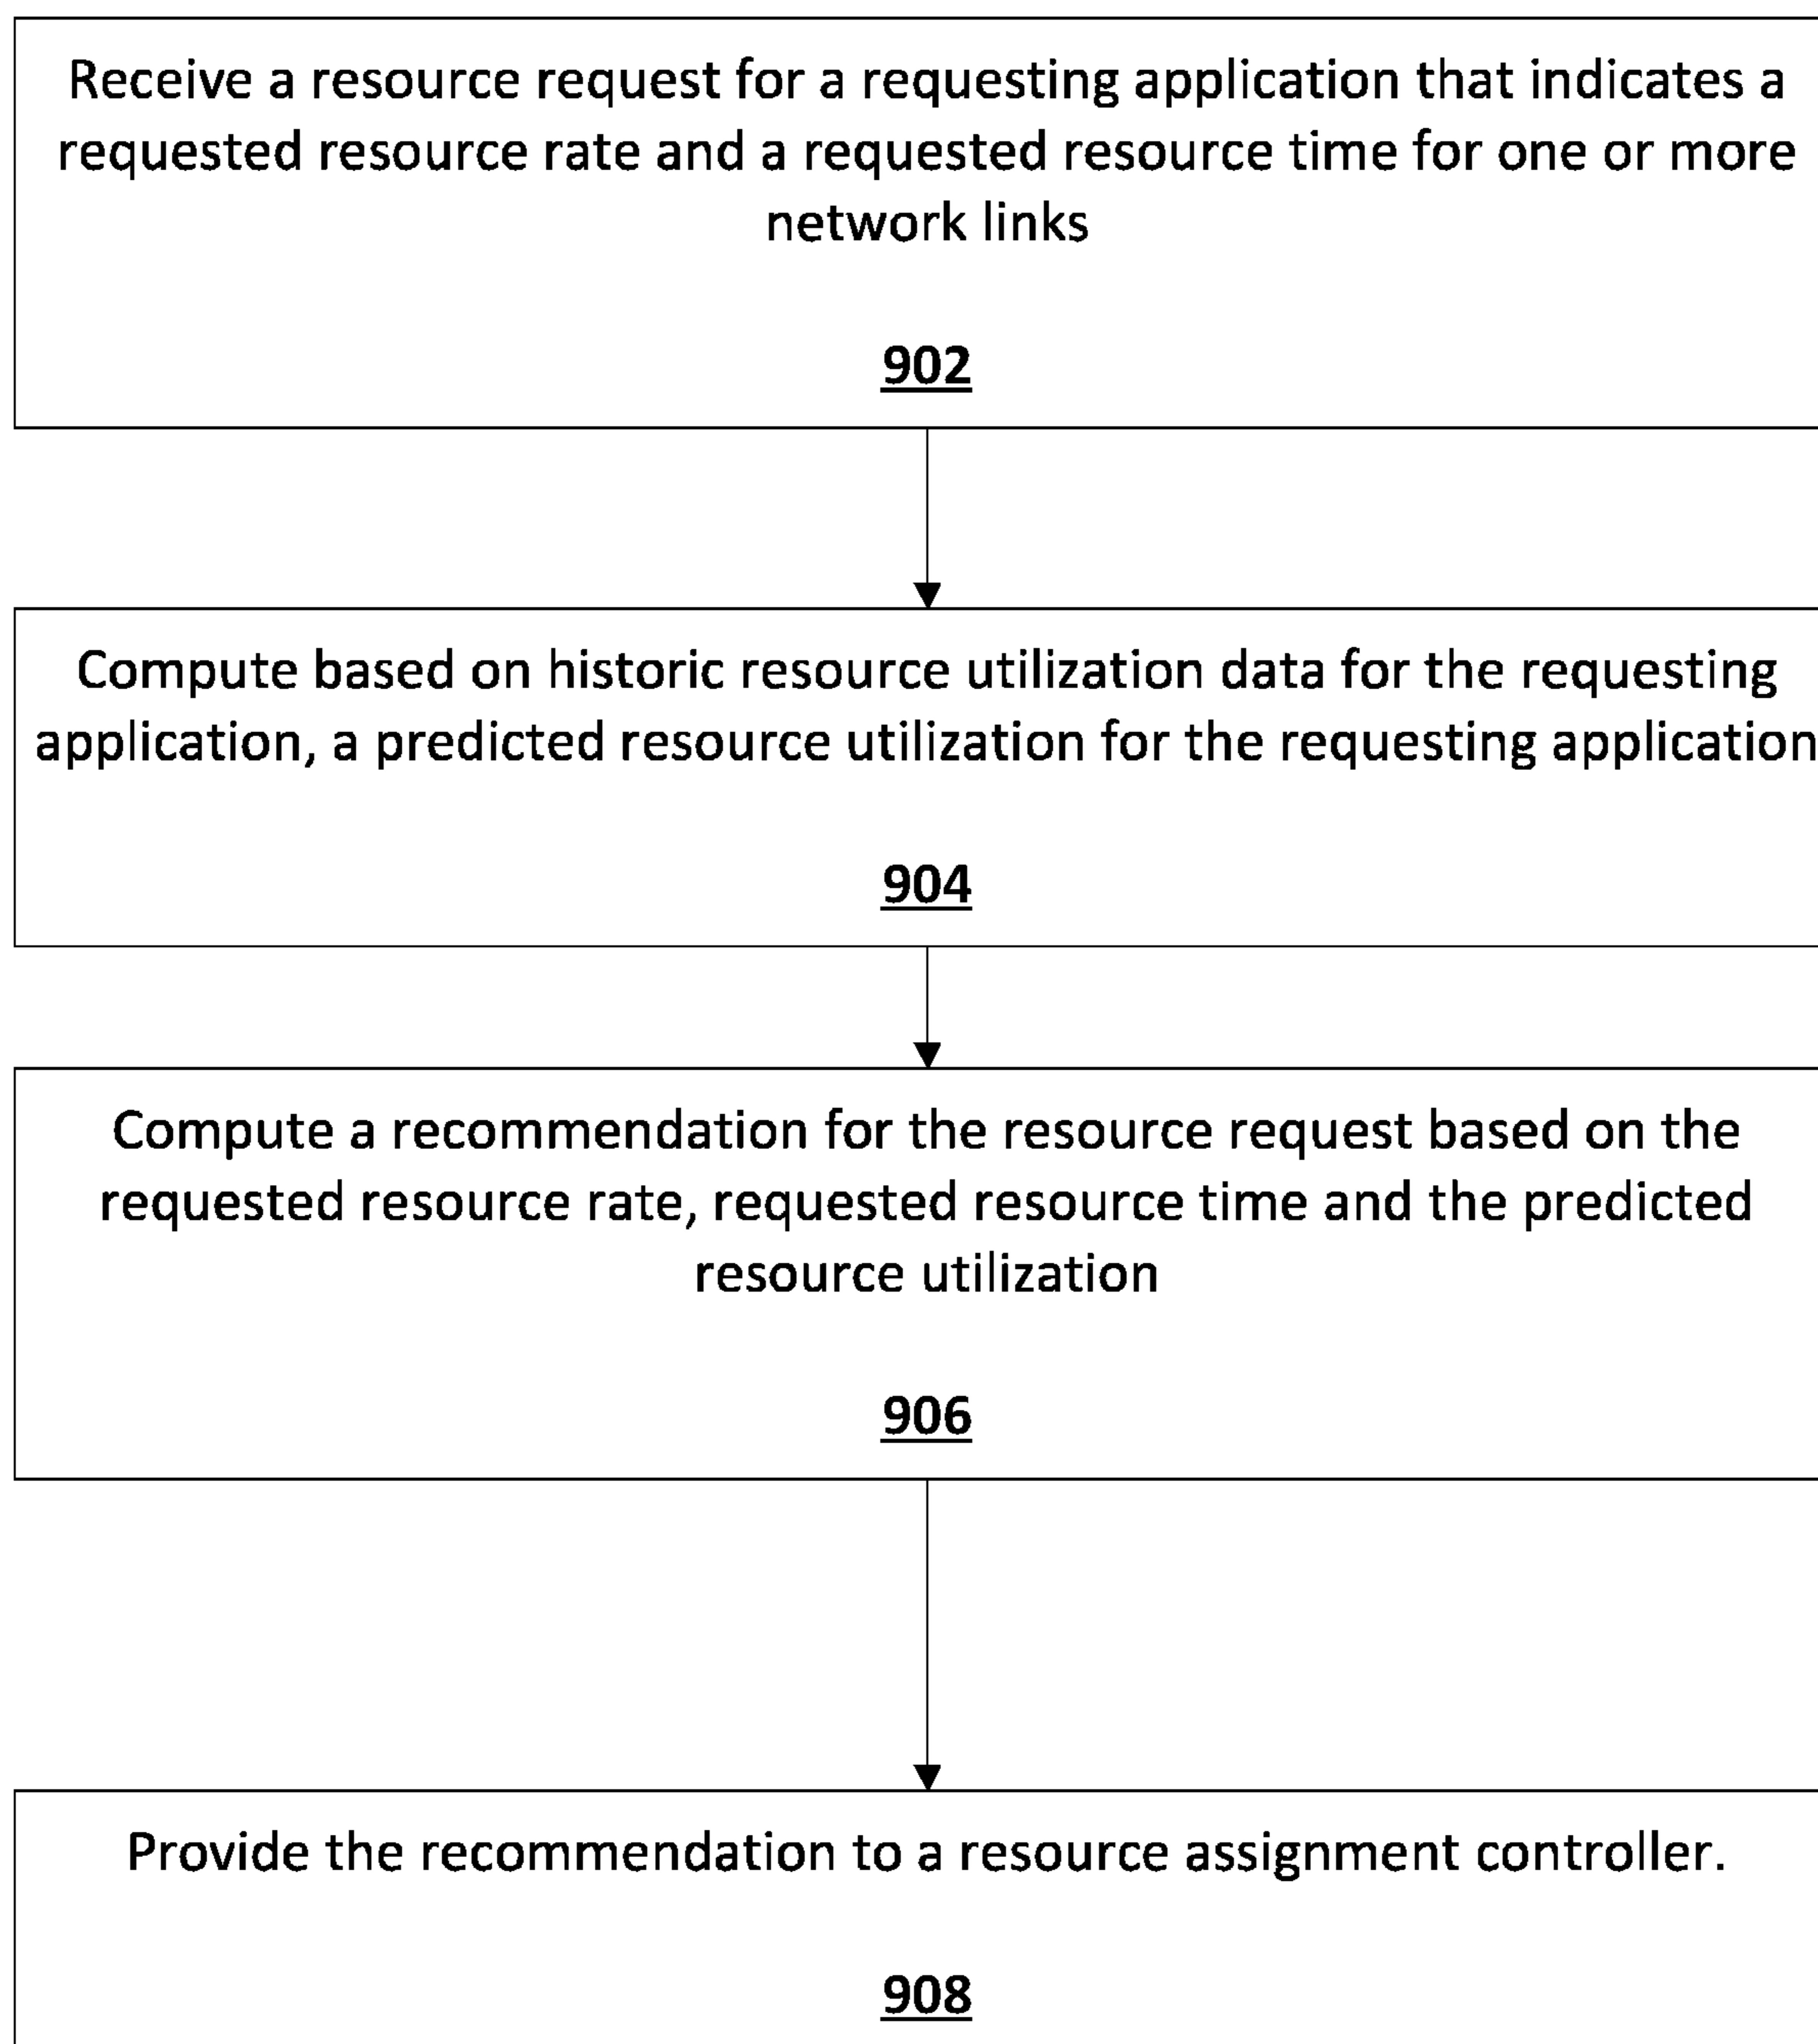 Receive a resource request for a requesting application that indicates a
requested resource rate and a requested resource time for one or more
network links
902
Compute based on historic resource utilization data for the requesting
application, a predicted resource utilization for the requesting application
904
Compute a recommendation for the resource request based on the
requested resource rate, requested resource time and the predicted
resource utilization
906
Provide the recommendation to a resource assignment controller.
908